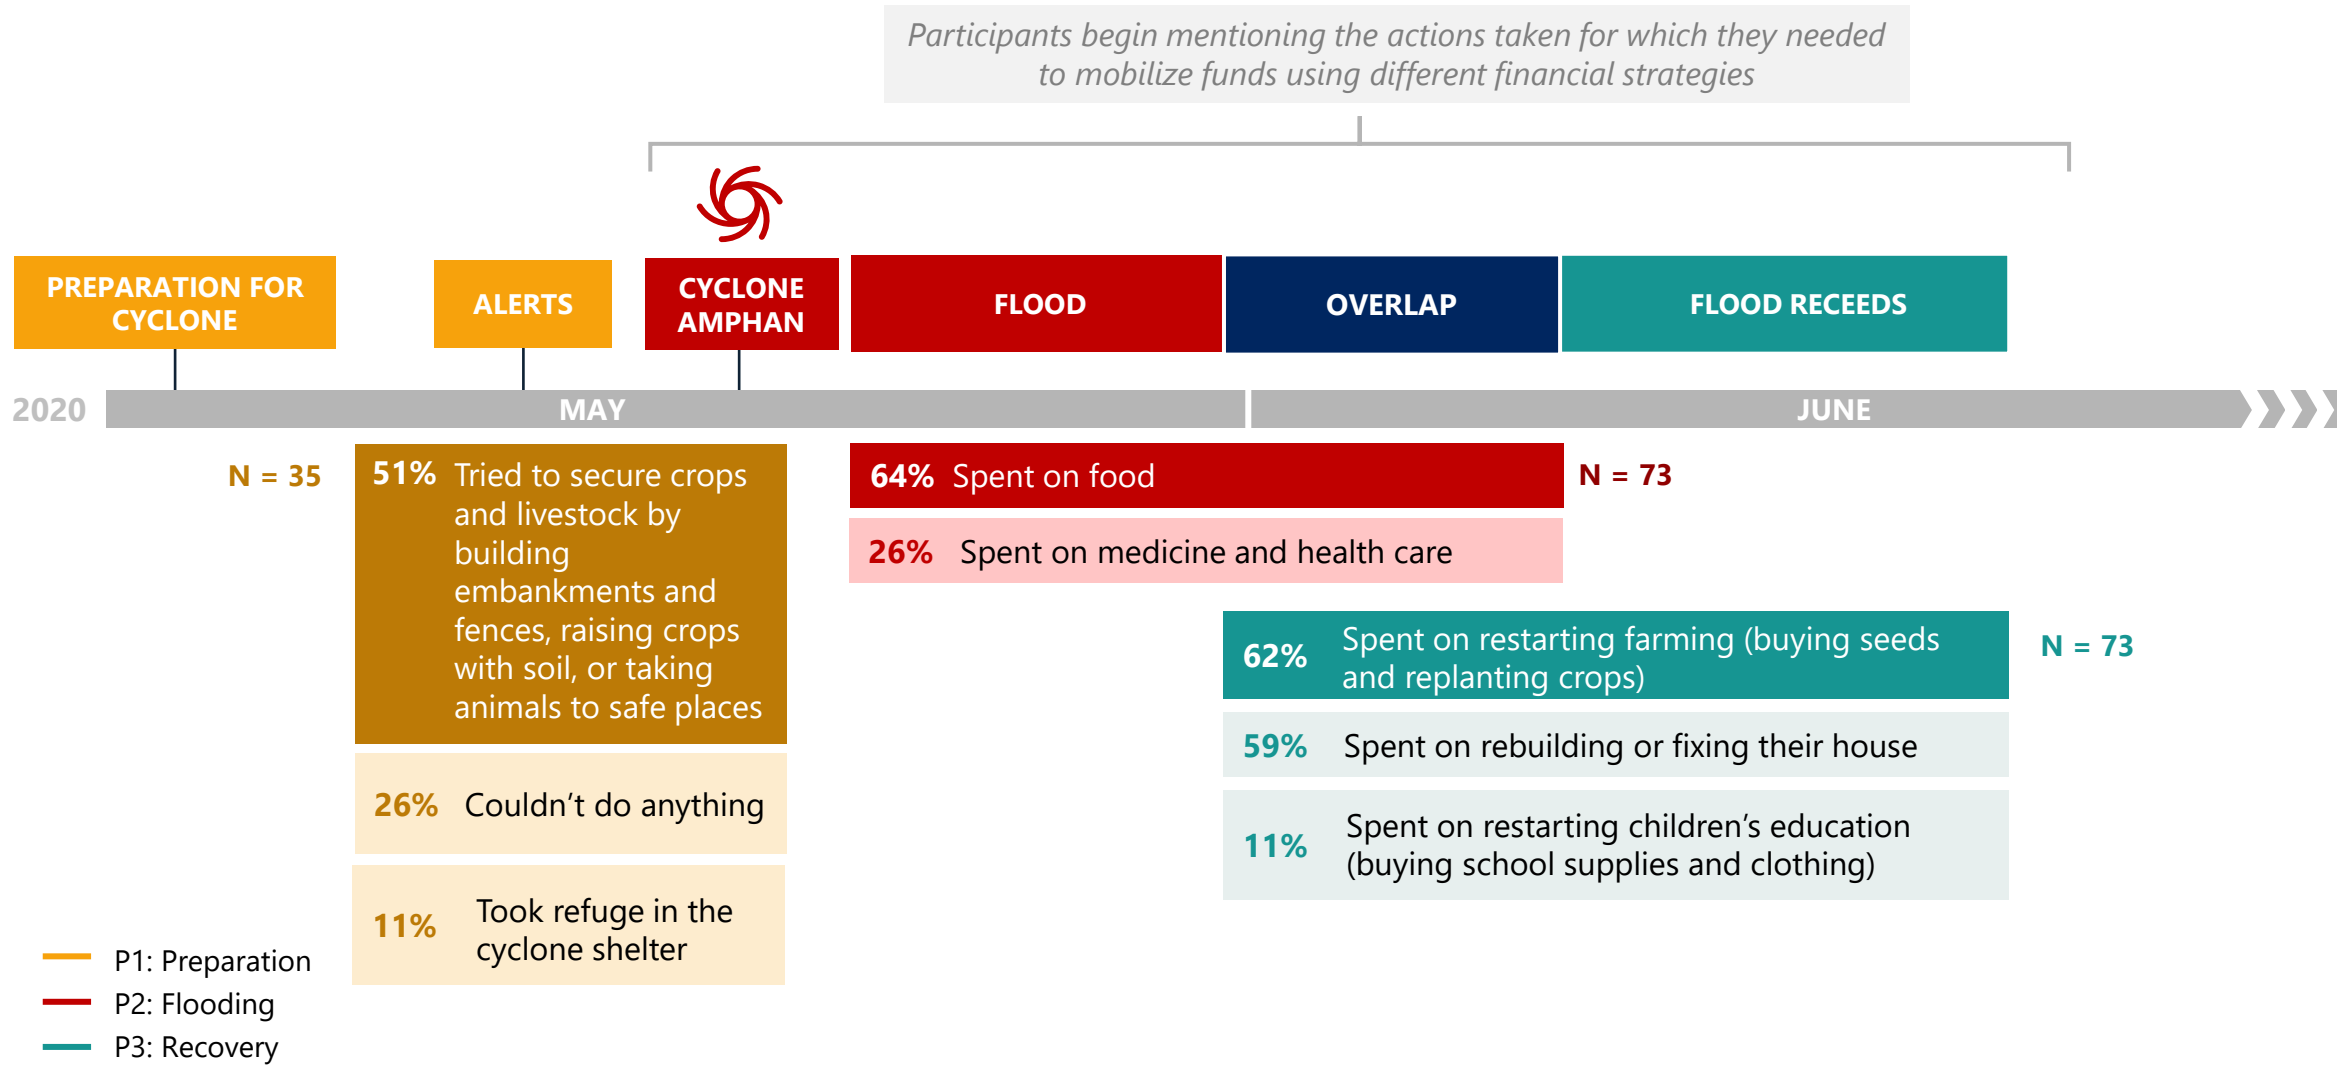 Participants begin mentioning the actions taken for which they needed
to mobilize funds using different financial strategies
PREPARATION FOR
CYCLONE
ALERTS
CYCLONE
AMPHAN
FLOOD
OVERLAP
FLOOD RECEEDS
2020
MAY
JUNE
N = 35
51% Tried to secure crops
and livestock by
building
embankments and
fences, raising crops
with soil, or taking
animals to safe places
26% Couldn’t do anything
11% Took refuge in the
cyclone shelter
64% Spent on food
N = 73
26% Spent on medicine and health care
62% Spent on restarting farming (buying seeds
and replanting crops)
N = 73
59% Spent on rebuilding or fixing their house
11% Spent on restarting children’s education
(buying school supplies and clothing)
P1: Preparation
P2: Flooding
P3: Recovery